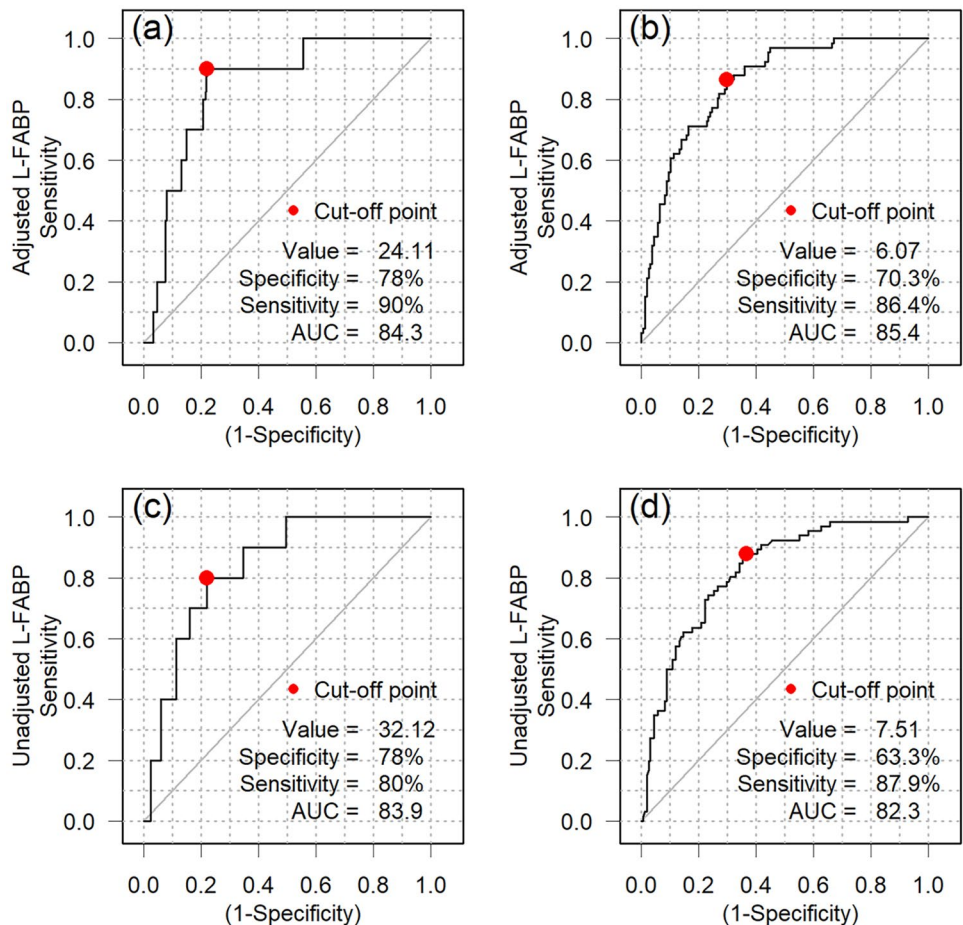 (a)
1.0
0.8
0.6
0.4
0.2
0.0
Adjusted L-FABP
Sensitivity
Cut-off point
Value = 24.11
Specificity = 78%
Sensitivity = 90%
AUC = 84.3
0.0 0.2 0.4 0.6 0.8 1.0
(1-Specificity)
(b)
1.0
0.8
0.6
0.4
0.2
0.0
Adjusted L-FABP
Sensitivity
Cut-off point
Value = 6.07
Specificity = 70.3%
Sensitivity = 86.4%
AUC = 85.4
0.0 0.2 0.4 0.6 0.8 1.0
(1-Specificity)
(c)
1.0
0.8
0.6
0.4
0.2
0.0
Unadjusted L-FABP
Sensitivity
Cut-off point
Value = 32.12
Specificity = 78%
Sensitivity = 80%
AUC = 83.9
0.0 0.2 0.4 0.6 0.8 1.0
(1-Specificity)
(d)
1.0
0.8
0.6
0.4
0.2
0.0
Unadjusted L-FABP
Sensitivity
Cut-off point
Value = 7.51
Specificity = 63.3%
Sensitivity = 87.9%
AUC = 82.3
0.0 0.2 0.4 0.6 0.8 1.0
(1-Specificity)